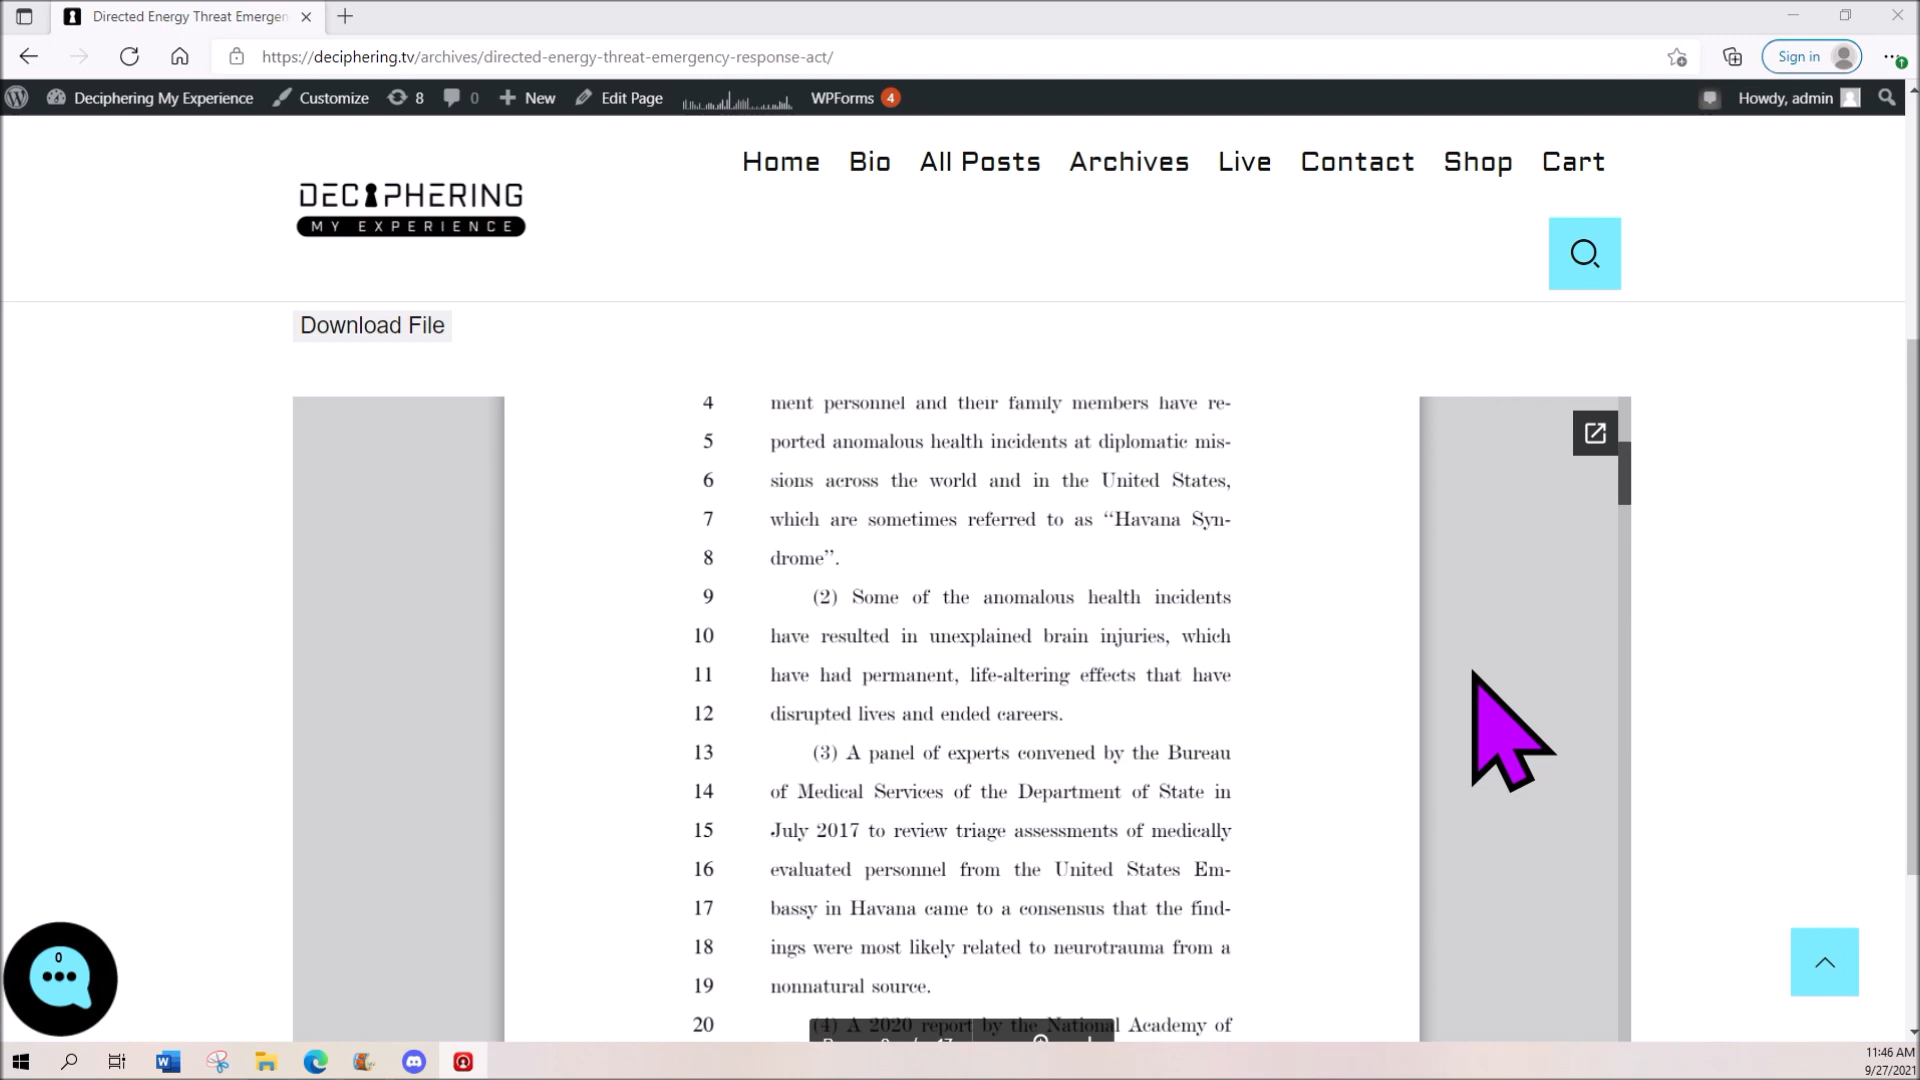 Directed Energy Threat Emergen
https://deciphering.tv/archives/directed-energy-threat-emergency-response-act/
Sign in
Deciphering My Experience
Customize
8
0
New
Edit Page
WPForms 4
Howdy, admin
Home Bio All Posts Archives Live Contact Shop Cart
DECIPHERING
MY EXPERIENCE
Download File
4 ment personnel and their family members have re-
5 ported anomalous health incidents at diplomatic mis-
6 sions across the world and in the United States,
7 which are sometimes referred to as “Havana Syn-
8 drome”.
9 (2) Some of the anomalous health incidents
10 have resulted in unexplained brain injuries, which
11 have had permanent, life-altering effects that have
12 disrupted lives and ended careers.
13 (3) A panel of experts convened by the Bureau
14 of Medical Services of the Department of State in
15 July 2017 to review triage assessments of medically
16 evaluated personnel from the United States Em-
17 bassy in Havana came to a consensus that the find-
18 ings were most likely related to neurotrauma from a
19 nonnatural source.
20 (4) A 2020 report by the National Academy of
0
11:46 AM
9/27/2021